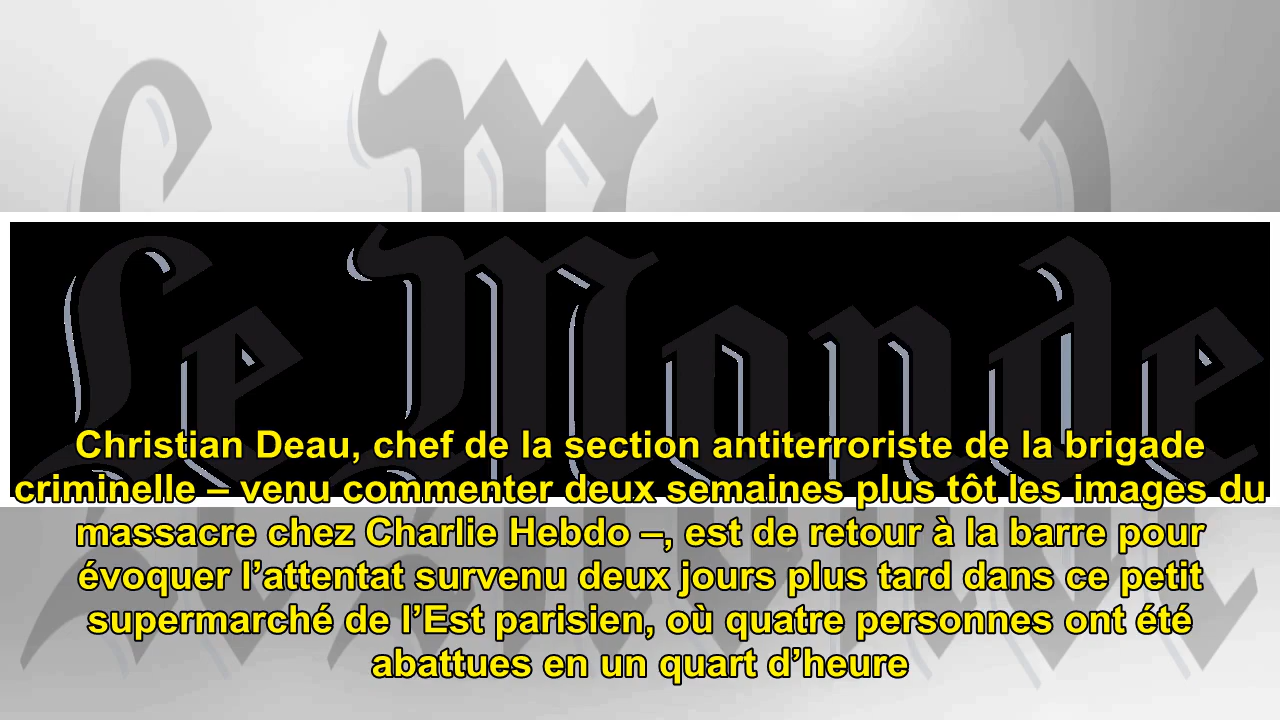 Le Monde
Christian Deau, chef de la section antiterroriste de la brigade
criminelle – venu commenter deux semaines plus tôt les images du
massacre chez Charlie Hebdo –, est de retour à la barre pour
évoquer l’attentat survenu deux jours plus tard dans ce petit
supermarché de l’Est parisien, où quatre personnes ont été
abattues en un quart d’heure